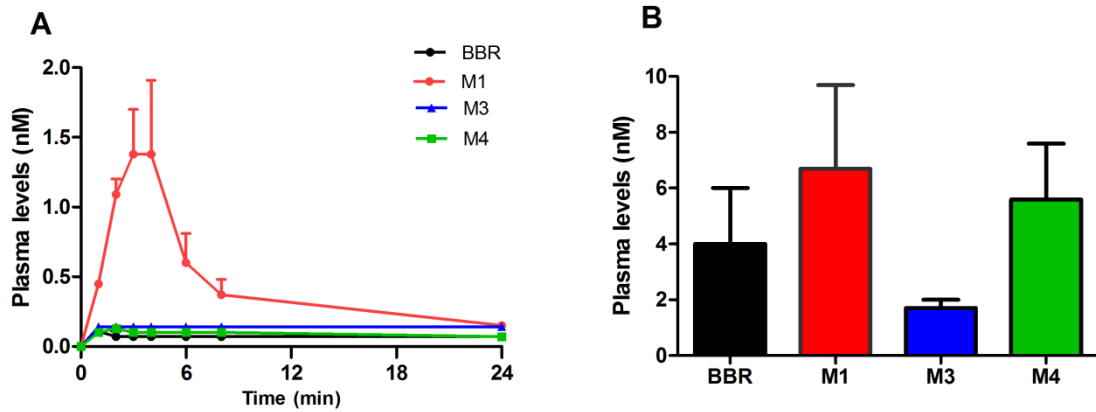 A
BBR
M1
M3
M4
Plasma levels (nM)
2.0
1.5
1.0
0.5
0.0
0 6 12 18 24
Time (min)
B
Plasma levels (nM)
10
8
6
4
2
0
BBR M1 M3 M4